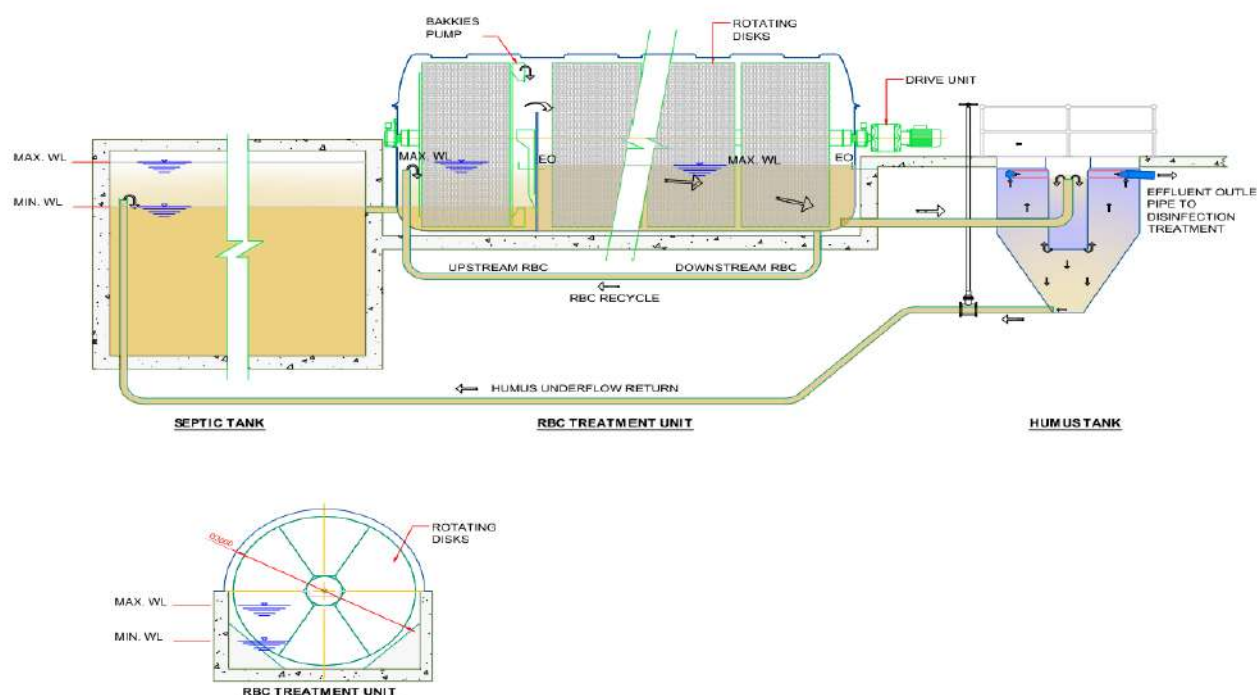 BAKKIES
PUMP
ROTATING
DISKS
DRIVE UNIT
MAX. WL
MIN. WL
MAX. WL
EO
MAX. WL
EO
EFFLUENT OUTLE
PIPE TO
DISINFECTION
TREATMENT
UPSTREAM RBC
DOWNSTREAM RBC
RBC RECYCLE
HUMUS UNDERFLOW RETURN
SEPTIC TANK
RBC TREATMENT UNIT
HUMUS TANK
ROTATING
DISKS
MAX. WL
MIN. WL
RBC TREATMENT UNIT